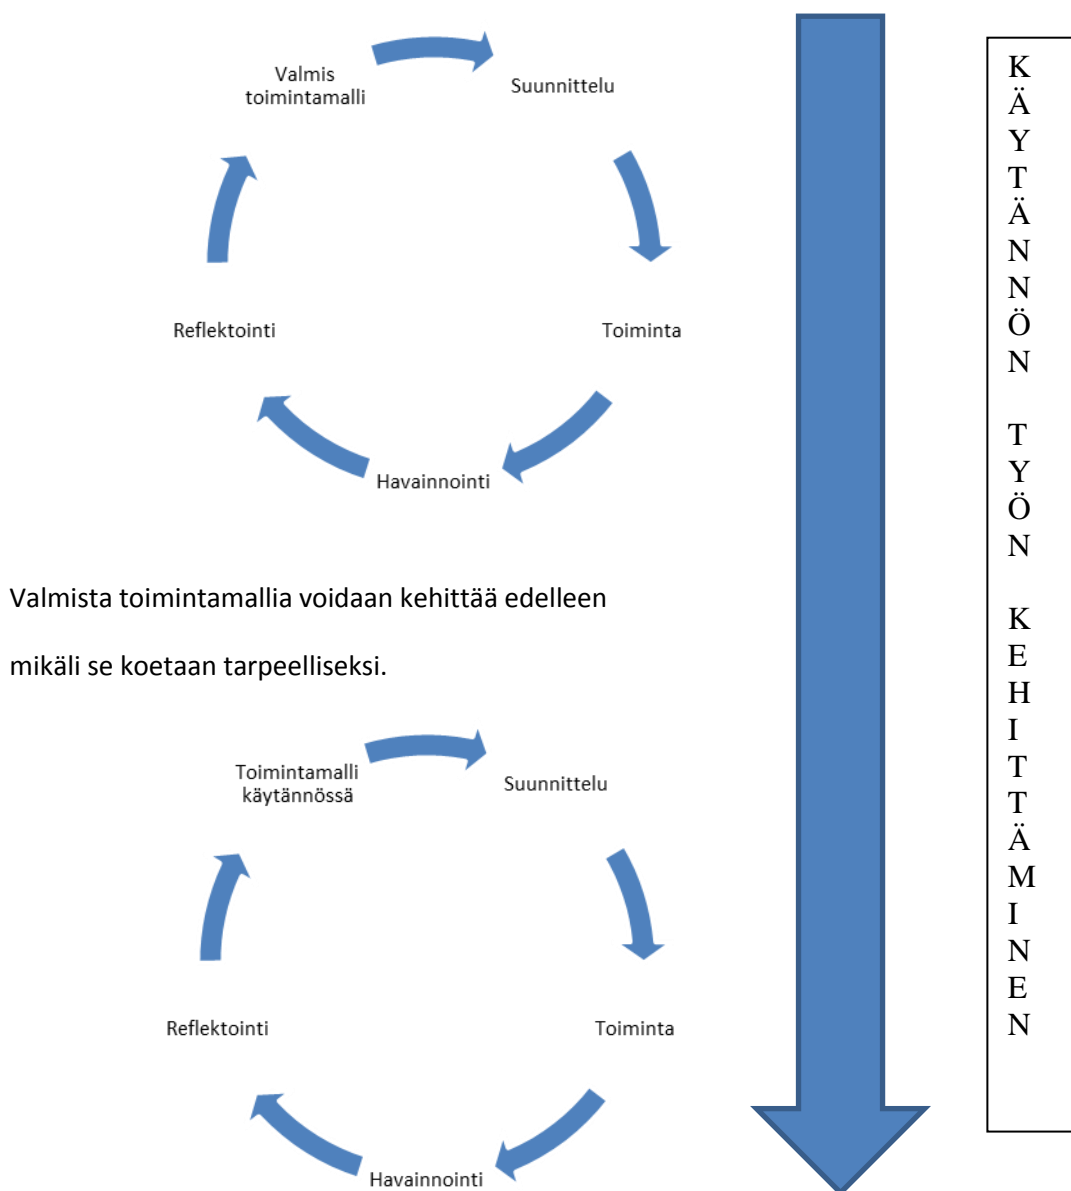 Valmis
toimintamalli
Suunnittelu
Toiminta
Havainnointi
Reflektointi
Valmista toimintamallia voidaan kehittää edelleen
mikäli se koetaan tarpeelliseksi.
Toimintamalli
käytännössä
Suunnittelu
Toiminta
Havainnointi
Reflektointi
K
Ä
Y
T
Ä
N
N
Ö
N
T
Y
Ö
N
K
E
H
I
T
T
Ä
M
I
N
E
N